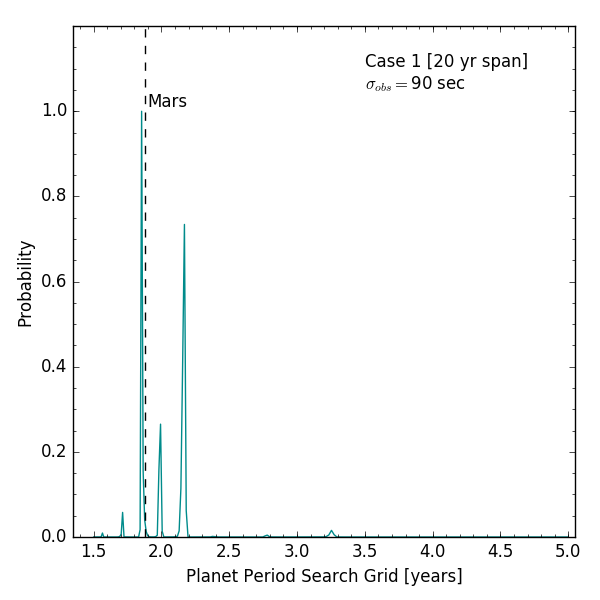 Case 1 [20 yr span]
σobs = 90 sec
Mars
1.0
0.8
0.6
0.4
0.2
0.0
Probability
1.5 2.0 2.5 3.0 3.5 4.0 4.5 5.0
Planet Period Search Grid [years]